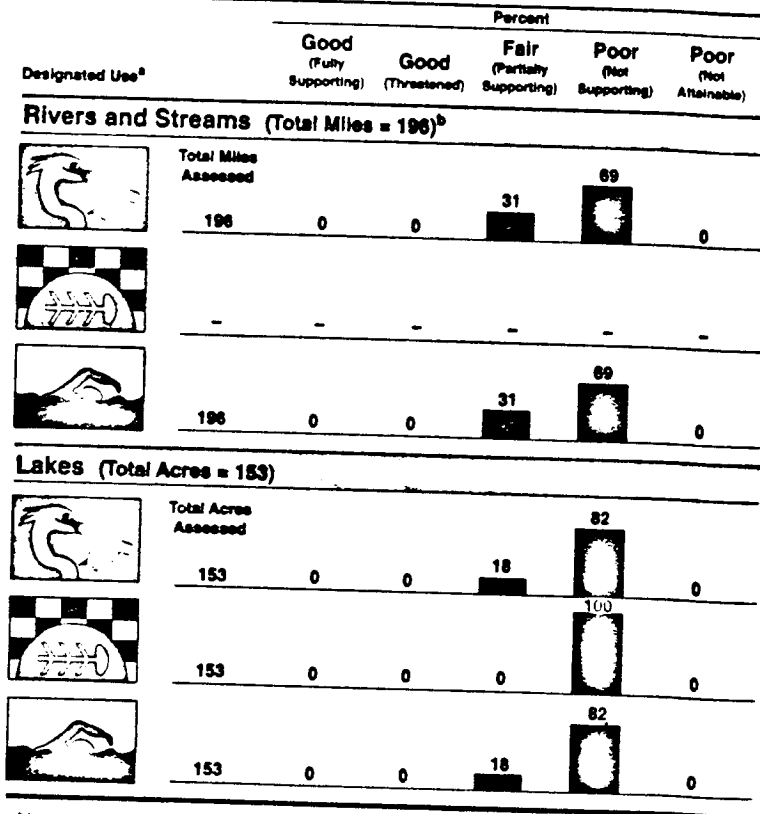 Percent
Designated Useᵃ
Good (Fully Supporting)
Good (Threatened)
Fair (Partially Supporting)
Poor (Not Supporting)
Poor (Not Attainable)
Rivers and Streams (Total Miles = 196)ᵇ
Total Miles Assessed
69
31
196 0 0 0
- - - - - -
69
31
196 0 0 0
Lakes (Total Acres = 153)
Total Acres Assessed
82
18
153 0 0 0
100
153 0 0 0 0
82
18
153 0 0 0